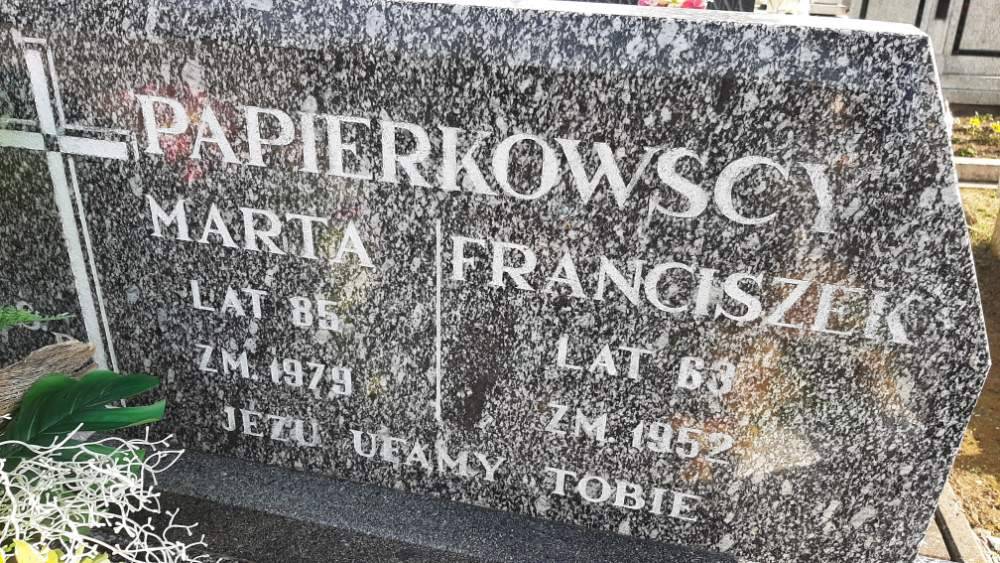 PAPIERKOWSCY
MARTA
LAT 85
ZM. 1979
FRANCISZEK
LAT 63
ZM. 1952
JEZU UFAMY TOBIE